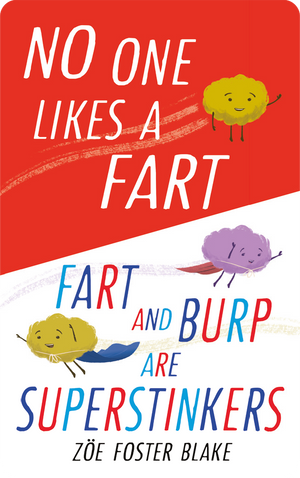 NO ONE
LIKES A
FART
FART
AND BURP
ARE
SUPERSTINKERS
ZÖE FOSTER BLAKE